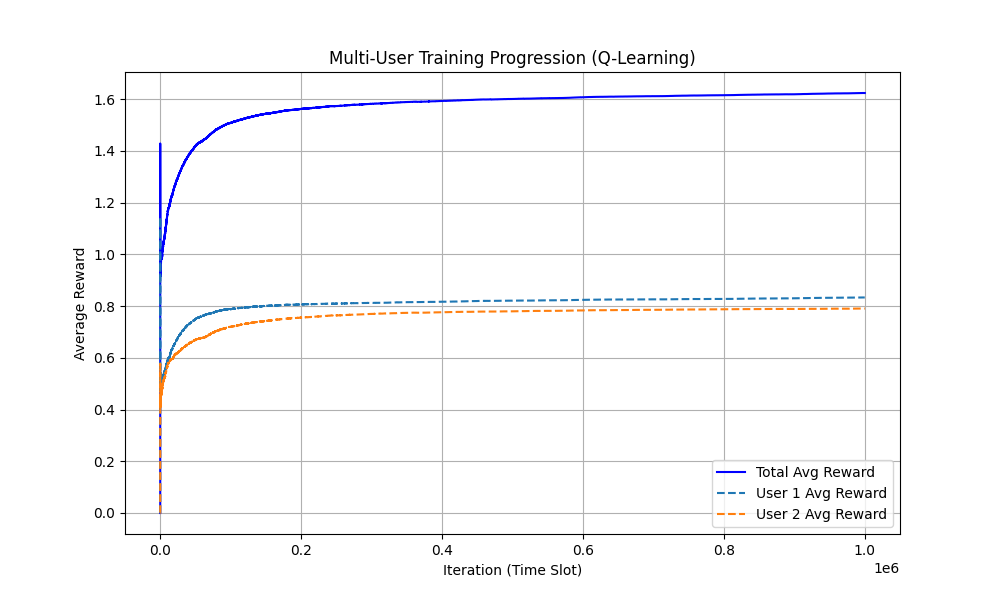 Multi-User Training Progression (Q-Learning)
Average Reward
1.6
1.4
1.2
1.0
0.8
0.6
0.4
0.2
0.0
Total Avg Reward
User 1 Avg Reward
User 2 Avg Reward
0.0 0.2 0.4 0.6 0.8 1.0
1e6
Iteration (Time Slot)